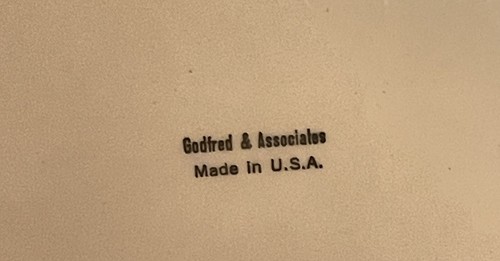 Godfred & Associates
Made in U.S.A.